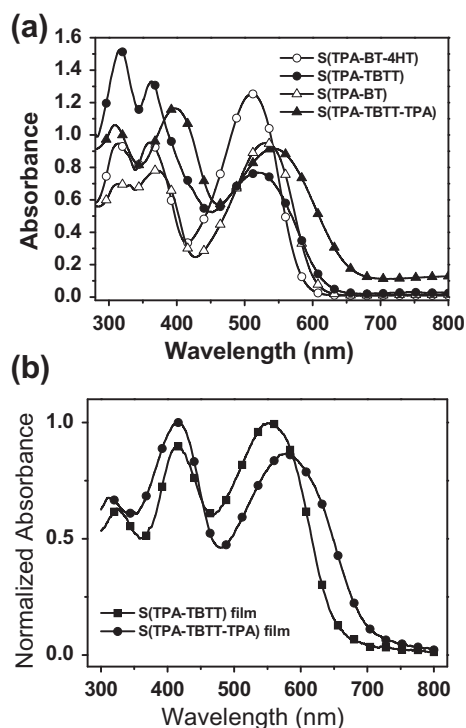 (a)
1.6
1.4
1.2
1.0
0.8
0.6
0.4
0.2
0.0
Absorbance
S(TPA-BT-4HT)
S(TPA-TBTT)
S(TPA-BT)
S(TPA-TBTT-TPA)
300 400 500 600 700 800
Wavelength (nm)
(b)
1.0
0.5
0.0
Normalized Absorbance
S(TPA-TBTT) film
S(TPA-TBTT-TPA) film
300 400 500 600 700 800
Wavelength (nm)